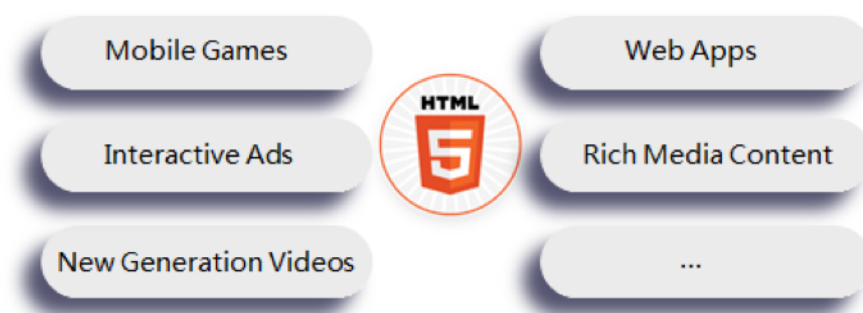 Mobile Games
Web Apps
HTML
5
Interactive Ads
Rich Media Content
New Generation Videos
...